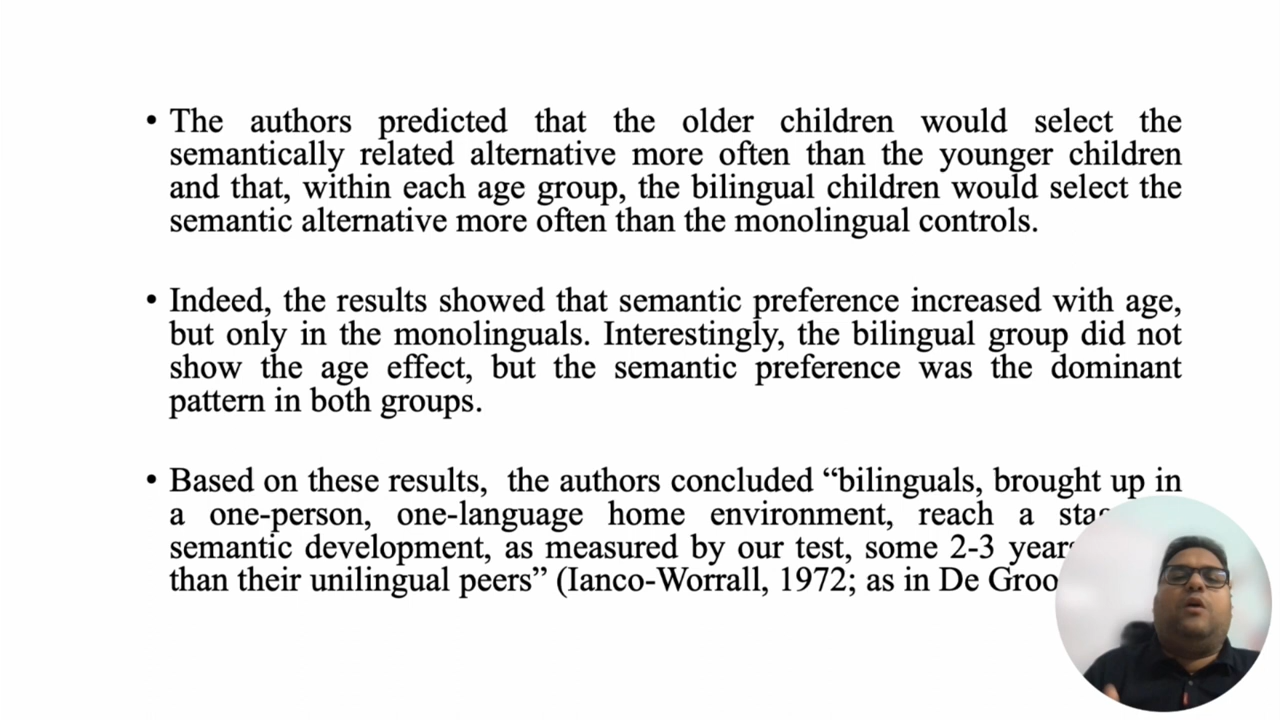 • The authors predicted that the older children would select the
semantically related alternative more often than the younger children
and that, within each age group, the bilingual children would select the
semantic alternative more often than the monolingual controls.
• Indeed, the results showed that semantic preference increased with age,
but only in the monolinguals. Interestingly, the bilingual group did not
show the age effect, but the semantic preference was the dominant
pattern in both groups.
• Based on these results, the authors concluded “bilinguals, brought up in
a one-person, one-language home environment, reach a
semantic development, as measured by our test, some 2-3
than their unilingual peers” (Ianco-Worrall, 1972; as in De